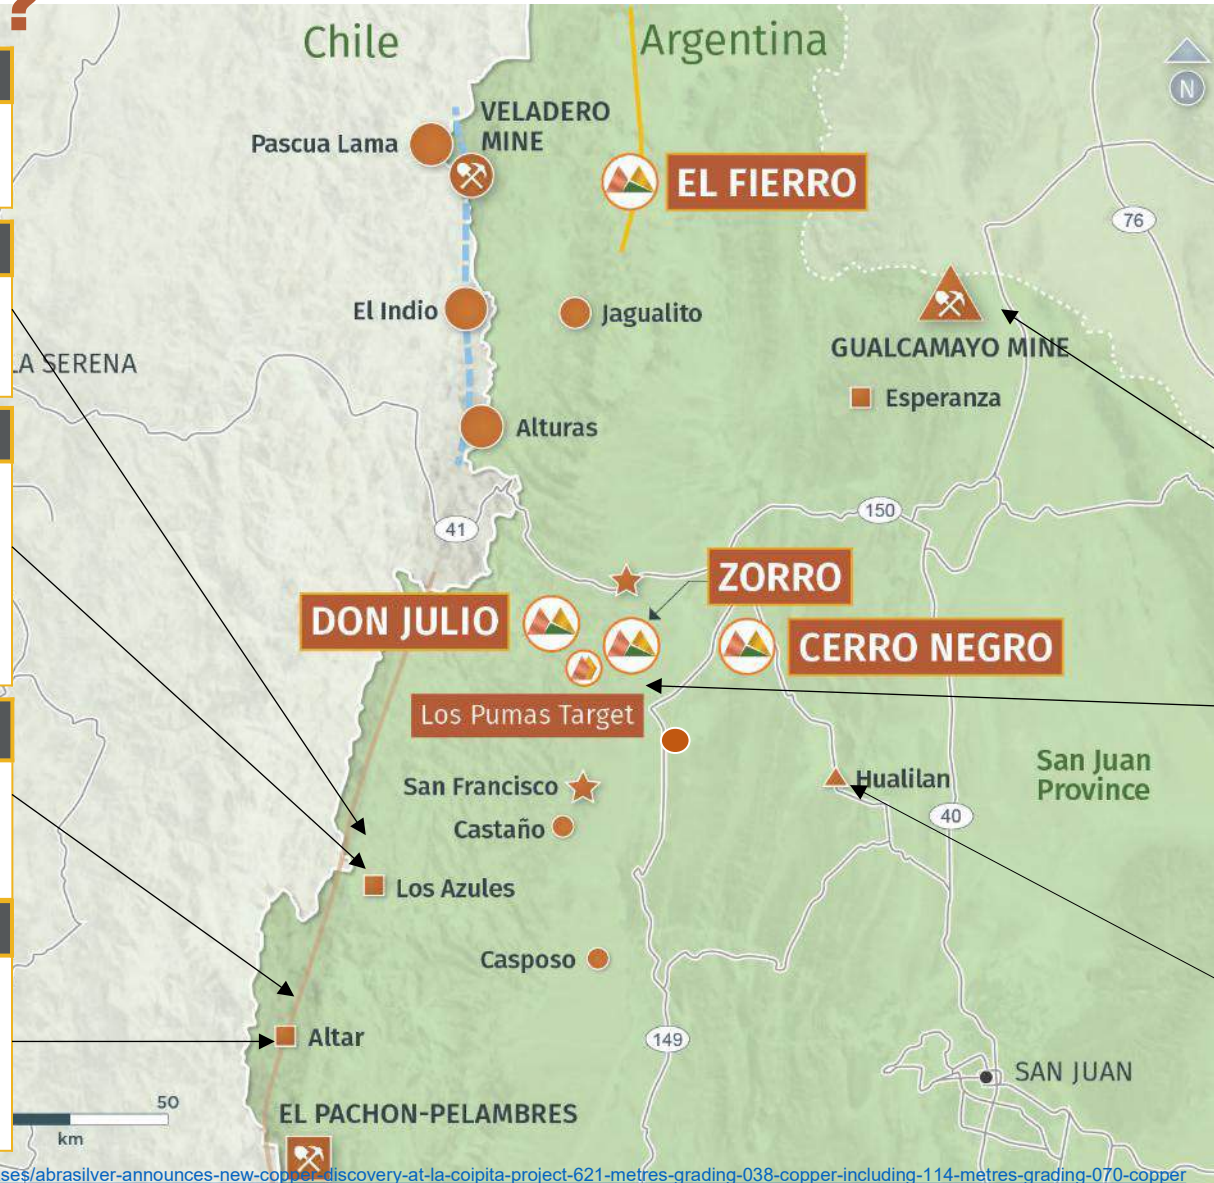 ?
Chile
Argentina
N
VELADERO
MINE
Pascua Lama
EL FIERRO
76
El Indio
Jagualito
GUALCAMAYO MINE
LA SERENA
Esperanza
Alturas
150
41
ZORRO
DON JULIO
CERRO NEGRO
Los Pumas Target
San Juan
Province
San Francisco
Hualilan
40
Castaño
Los Azules
Casposo
Altar
149
SAN JUAN
50
km
EL PACHON-PELAMBRES
ses/abrasilver-announces-new-copper-discovery-at-la-coipita-project-621-metres-grading-038-copper-including-114-metres-grading-070-copper